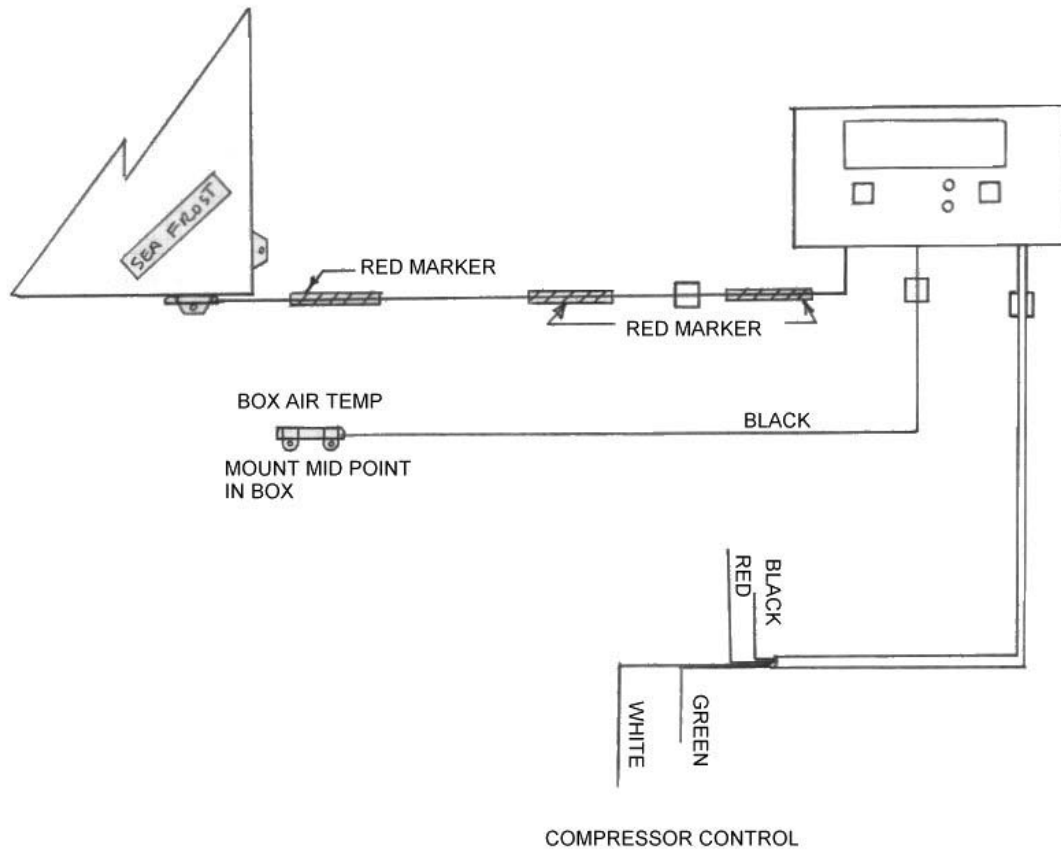 SEA FROST
RED MARKER
RED MARKER
BOX AIR TEMP
BLACK
MOUNT MID POINT
IN BOX
BLACK
RED
GREEN
WHITE
COMPRESSOR CONTROL